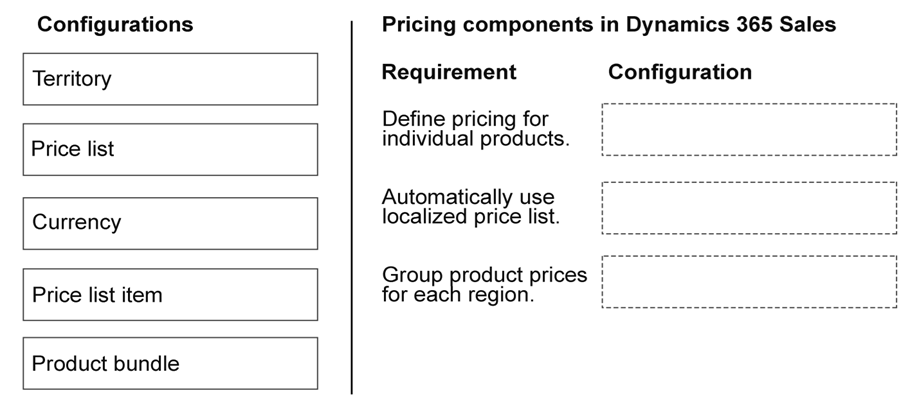 Configurations
Territory
Price list
Currency
Price list item
Product bundle
Pricing components in Dynamics 365 Sales
Requirement Configuration
Define pricing for
individual products.
Automatically use
localized price list.
Group product prices
for each region.